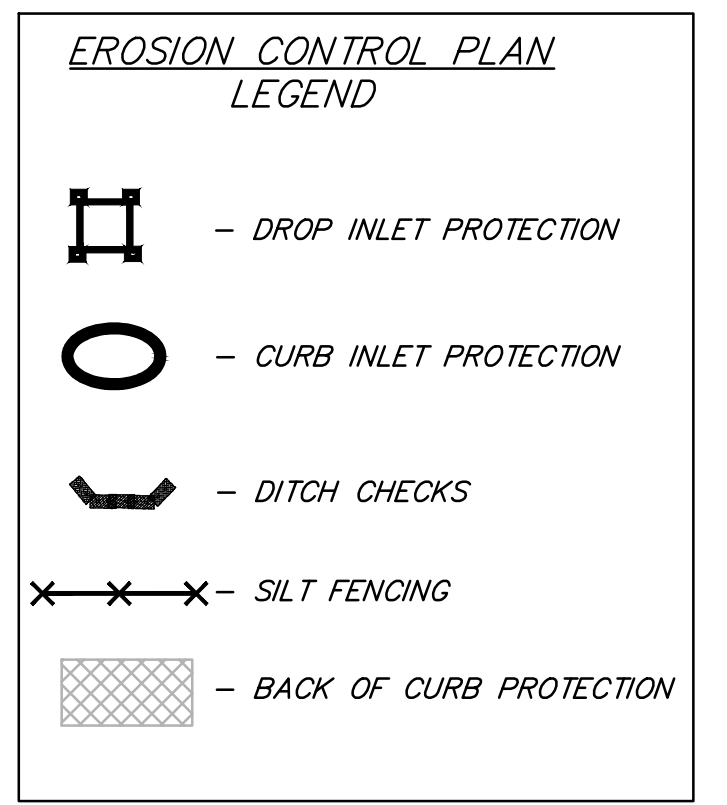 EROSION CONTROL PLAN
LEGEND
- DROP INLET PROTECTION
- CURB INLET PROTECTION
- DITCH CHECKS
- SILT FENCING
- BACK OF CURB PROTECTION